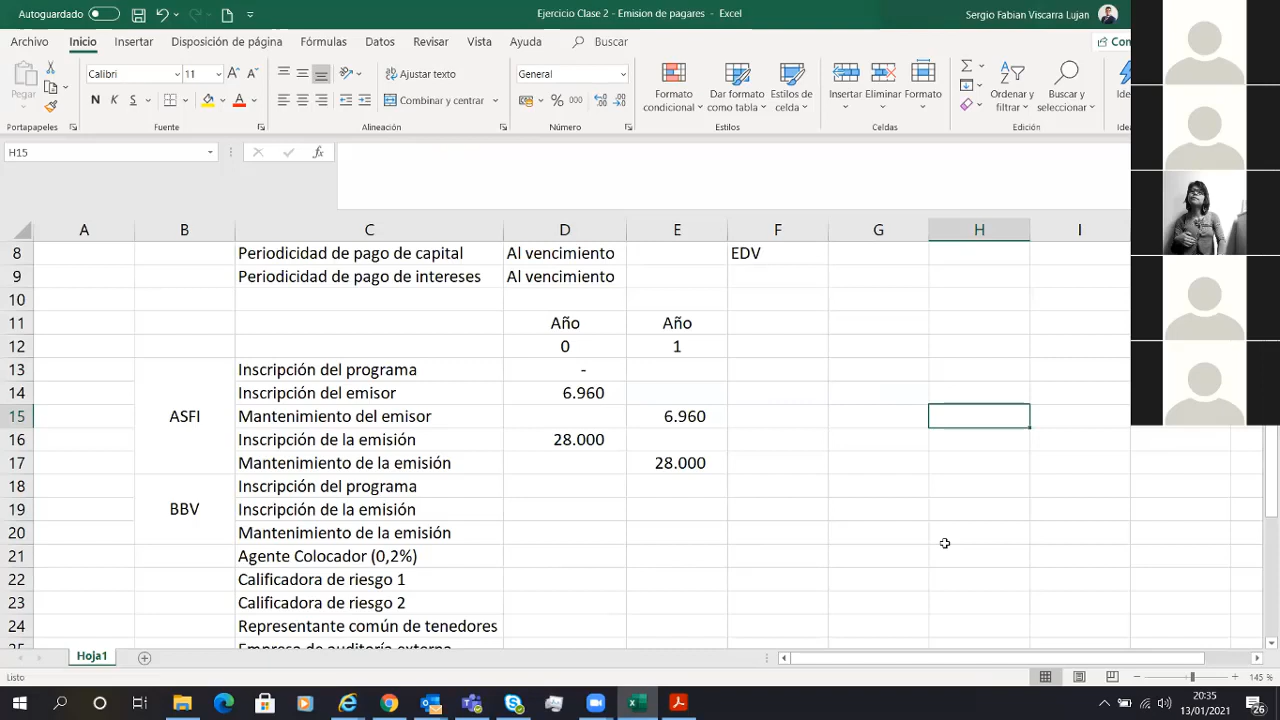 Autoguardado
Ejercicio Clase 2 - Emision de pagares - Excel
Sergio Fabian Viscarra Lujan
Archivo Inicio Insertar Disposición de página Fórmulas Datos Revisar Vista Ayuda Buscar Com
Pegar
Calibri 11
N K S
Ajustar texto
Combinar y centrar
General
% 000
Formato condicional
Dar formato como tabla
Estilos de celda
Insertar Eliminar Formato
Ordenar y filtrar
Buscar y seleccionar
Idea
Portapapeles Fuente Alineación Número Estilos Celdas Edición Idea
H15 fx
A B C D E F G H I
8 Periodicidad de pago de capital Al vencimiento EDV
9 Periodicidad de pago de intereses Al vencimiento
10
11 Año Año
12 0 1
13 Inscripción del programa -
14 Inscripción del emisor 6.960
15 ASFI Mantenimiento del emisor 6.960
16 Inscripción de la emisión 28.000
17 Mantenimiento de la emisión 28.000
18 Inscripción del programa
19 BBV Inscripción de la emisión
20 Mantenimiento de la emisión
21 Agente Colocador (0,2%)
22 Calificadora de riesgo 1
23 Calificadora de riesgo 2
24 Representante común de tenedores
25 Empresa de auditoría externa
Hoja1
Listo
145 %
20:35
13/01/2021
26